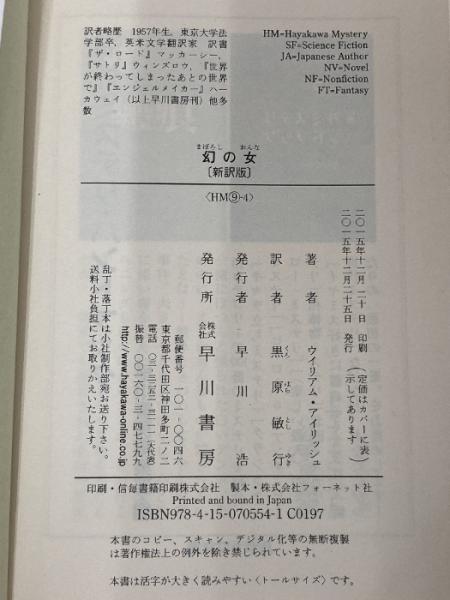 訳者略歴 1957年生,東京大学法
学部卒,英米文学翻訳家 訳書
『ザ・ロード』マッカーシー,
『サトリ』ウィンズロウ,『世界
が終わってしまったあとの世界
で』『エンジェルメイカー』ハー
カウェイ(以上早川書房刊)他多
数
HM=Hayakawa Mystery
SF=Science Fiction
JA=Japanese Author
NV=Novel
NF=Nonfiction
FT=Fantasy
まぼろし おんな
幻の女
〔新訳版〕
〈HM⑨-4〉
二〇一五年十二月二十日 印刷
二〇一五年十二月二十五日 発行
(定価はカバーに表
示してあります)
著者 ウイリアム・アイリッシュ
訳者 黒原敏行
くろ はら とし ゆき
発行者 早川浩
発行所 株式会社 早川書房
郵便番号 一〇一-〇〇四六
東京都千代田区神田多町二ノ二
電話 〇三-三二五二-三一一一(大代表)
振替 〇〇一六〇-三-四七七九九
http://www.hayakawa-online.co.jp
乱丁・落丁本は小社制作部宛お送り下さい。
送料小社負担にてお取りかえいたします。
印刷・信毎書籍印刷株式会社 製本・株式会社フォーネット社
Printed and bound in Japan
ISBN978-4-15-070554-1 C0197
本書のコピー、スキャン、デジタル化等の無断複製
は著作権法上の例外を除き禁じられています。
本書は活字が大きく読みやすい〈トールサイズ〉です。